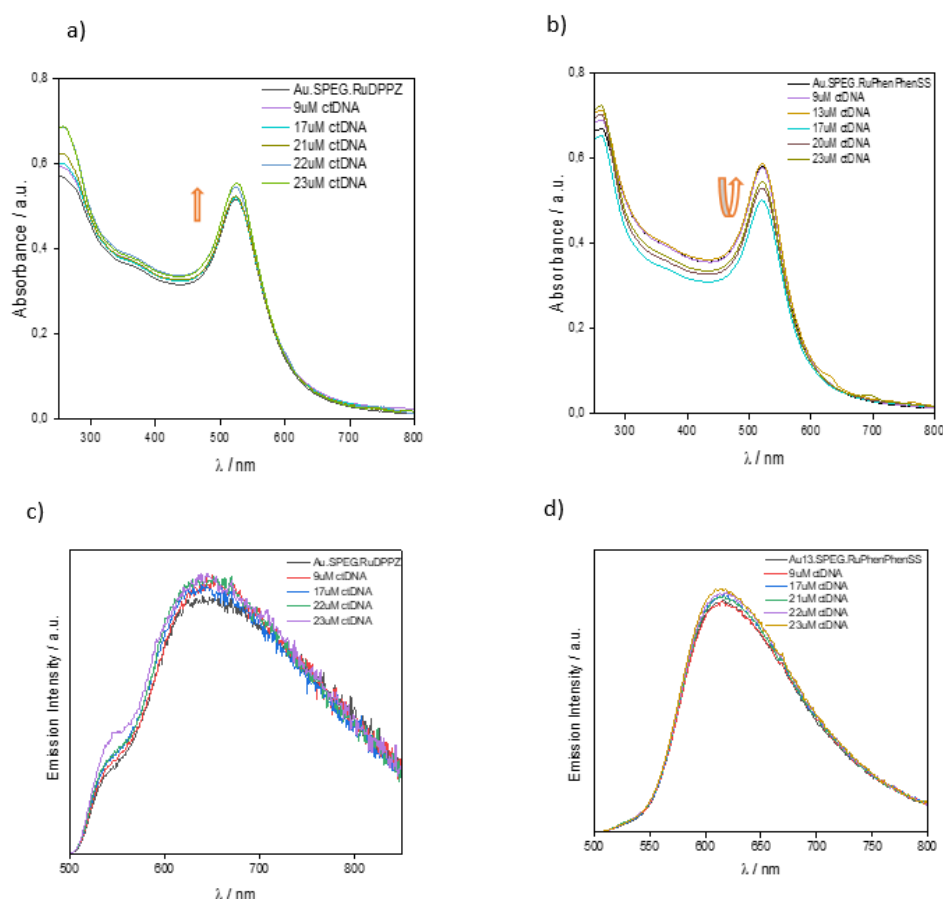 a)
0,8
0,6
0,4
0,2
0,0
Absorbance / a.u.
300 400 500 600 700 800
λ / nm
Au.SPEG.RuDPPZ
9uM ctDNA
17uM ctDNA
21uM ctDNA
22uM ctDNA
23uM ctDNA
b)
0,8
0,6
0,4
0,2
0,0
Absorbance / a.u.
300 400 500 600 700 800
λ / nm
Au.SPEG.RuPhenPhenSS
9uM ctDNA
13uM ctDNA
17uM ctDNA
20uM ctDNA
23uM ctDNA
c)
Emission Intensity / a.u.
500 600 700 800
λ / nm
Au.SPEG.RuDPPZ
9uM ctDNA
17uM ctDNA
22uM ctDNA
23uM ctDNA
d)
Emission Intensity / a.u.
500 550 600 650 700 750 800
λ / nm
Au13.SPEG.RuPhenPhenSS
9uM ctDNA
17uM ctDNA
21uM ctDNA
22uM ctDNA
23uM ctDNA